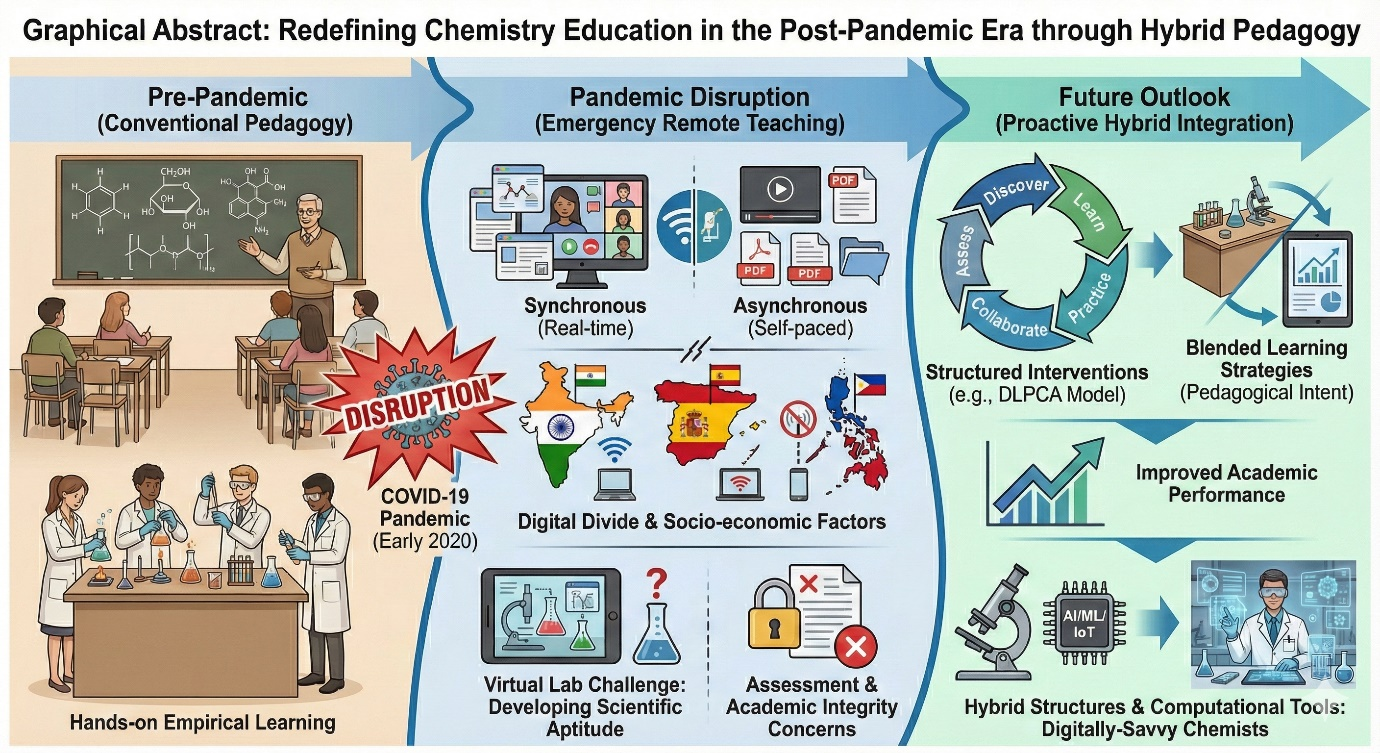 Graphical Abstract: Redefining Chemistry Education in the Post-Pandemic Era through Hybrid Pedagogy
Pre-Pandemic
(Conventional Pedagogy)
CH₂OH
H
H
H
H
H
H
H
O
H
HO
OH
OH
HO
O
OH
OH
CH₃
NH₂
DISRUPTION
COVID-19
Pandemic
(Early 2020)
Hands-on Empirical Learning
Pandemic Disruption
(Emergency Remote Teaching)
PDF
PDF
PDF
Synchronous
(Real-time)
Asynchronous
(Self-paced)
Digital Divide & Socio-economic Factors
?
Virtual Lab Challenge:
Developing Scientific
Aptitude
Assessment &
Academic Integrity
Concerns
Future Outlook
(Proactive Hybrid Integration)
Discover
Learn
Practice
Collaborate
Assess
Structured Interventions
(e.g., DLPCA Model)
Blended Learning
Strategies
(Pedagogical Intent)
Improved Academic
Performance
AI/ML/
IoT
Hybrid Structures & Computational Tools:
Digitally-Savvy Chemists